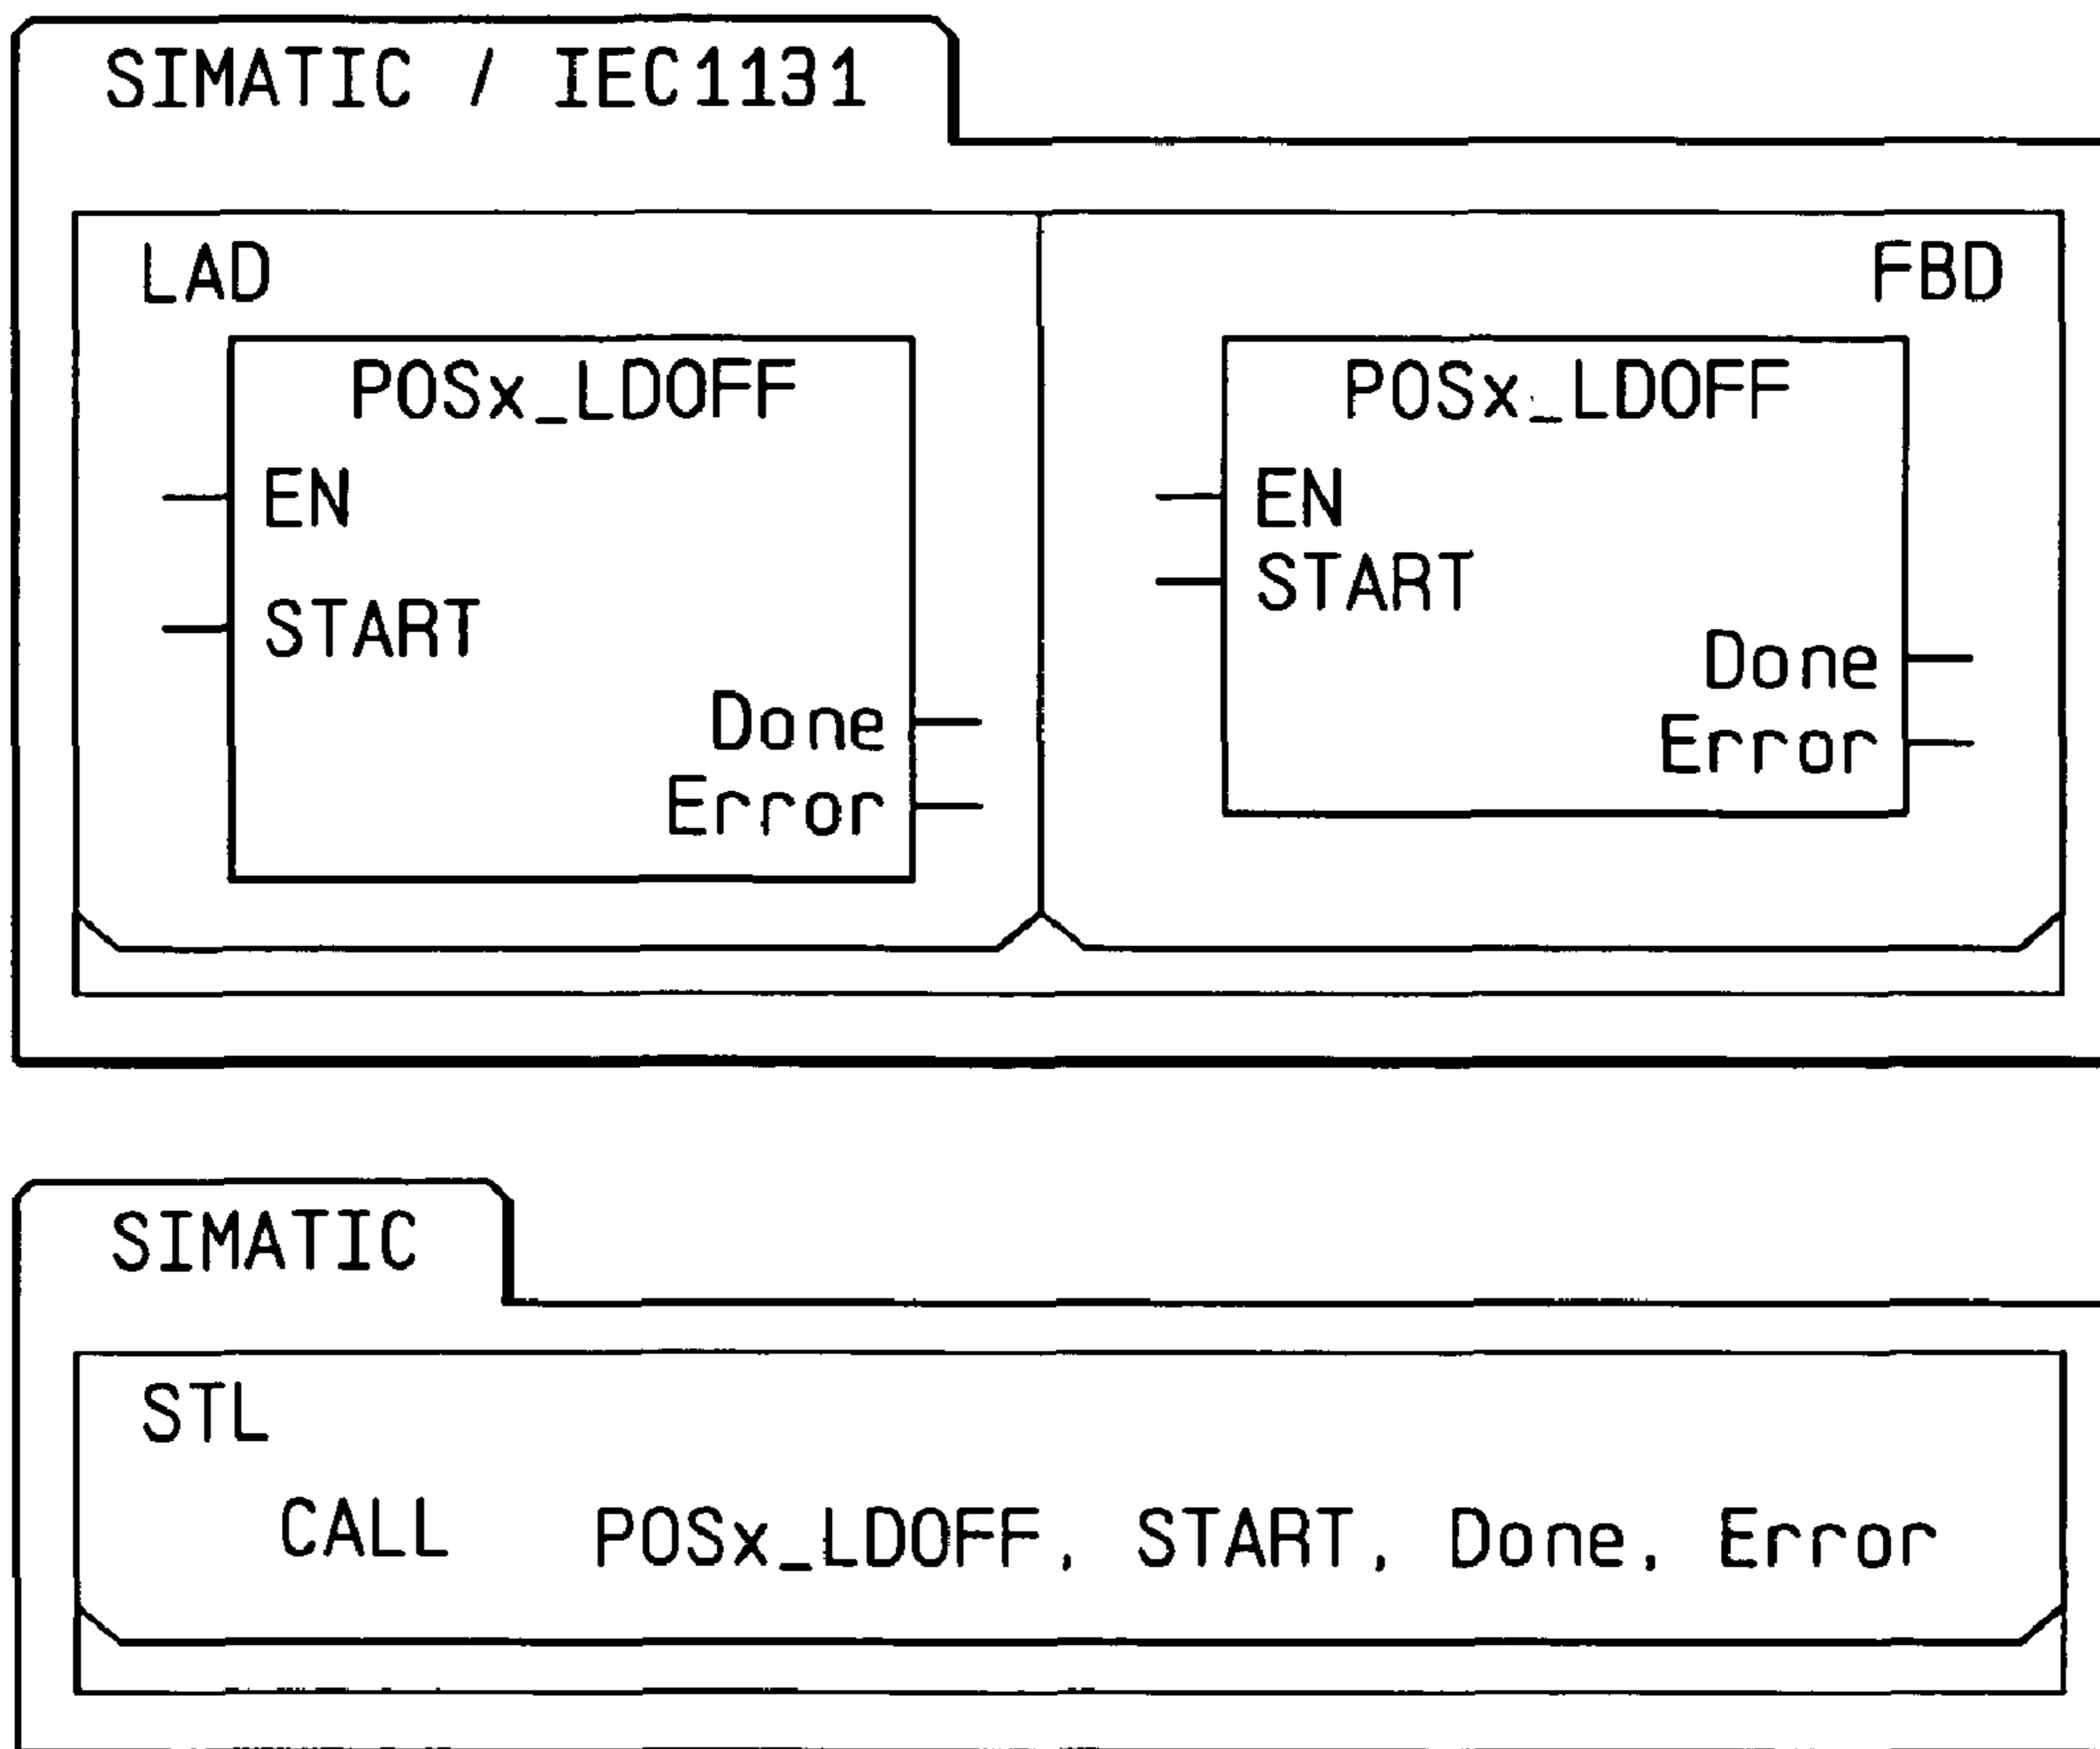 SIMATIC / IEC1131
LAD
POSx_LDOFF
EN
START
Done
Error
FBD
POSx_LDOFF
EN
START
Done
Error
SIMATIC
STL
CALL POSx_LDOFF, START, Done, Error